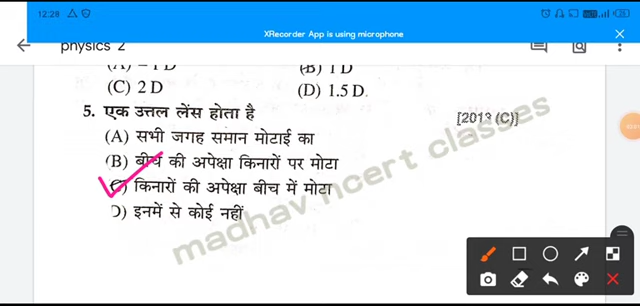 12:28
XRecorder App is using microphone
physics 2
(A) – 1 D (B) 1 D
(C) 2 D (D) 1.5 D.
5. एक उत्तल लेंस होता है [2013 (C)]
(A) सभी जगह समान मोटाई का
(B) बीच की अपेक्षा किनारों पर मोटा
(C) किनारों की अपेक्षा बीच में मोटा
D) इनमें से कोई नहीं
madhav ncert classes